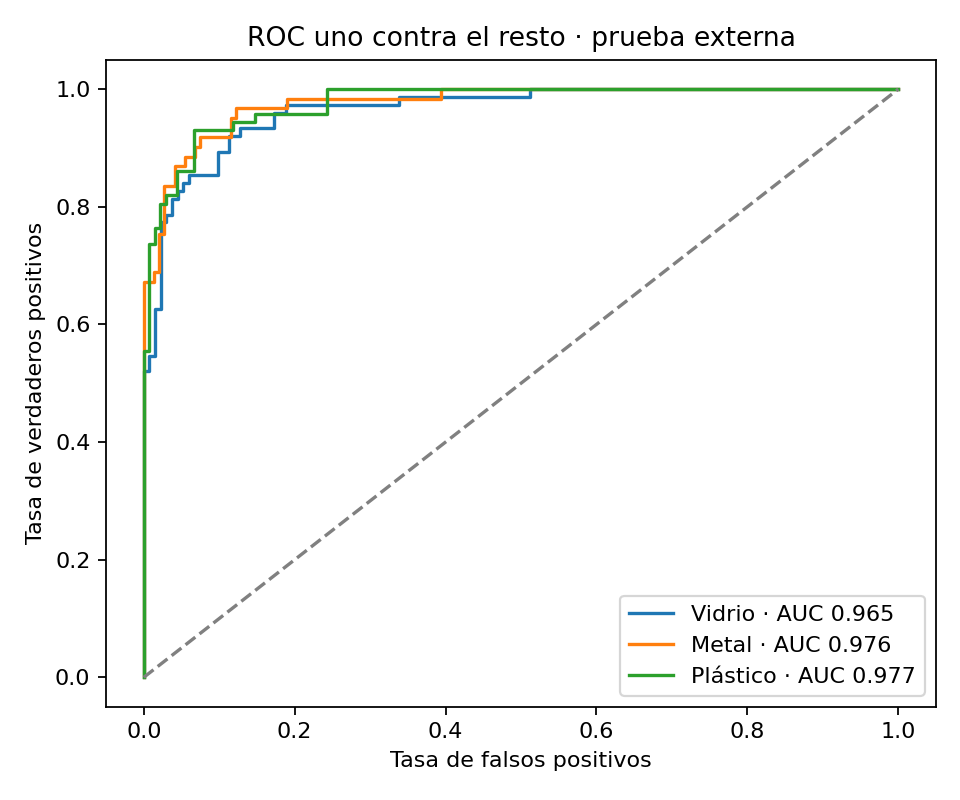 ROC uno contra el resto · prueba externa
Tasa de verdaderos positivos
1.0
0.8
0.6
0.4
0.2
0.0
0.0 0.2 0.4 0.6 0.8 1.0
Tasa de falsos positivos
Vidrio · AUC 0.965
Metal · AUC 0.976
Plástico · AUC 0.977